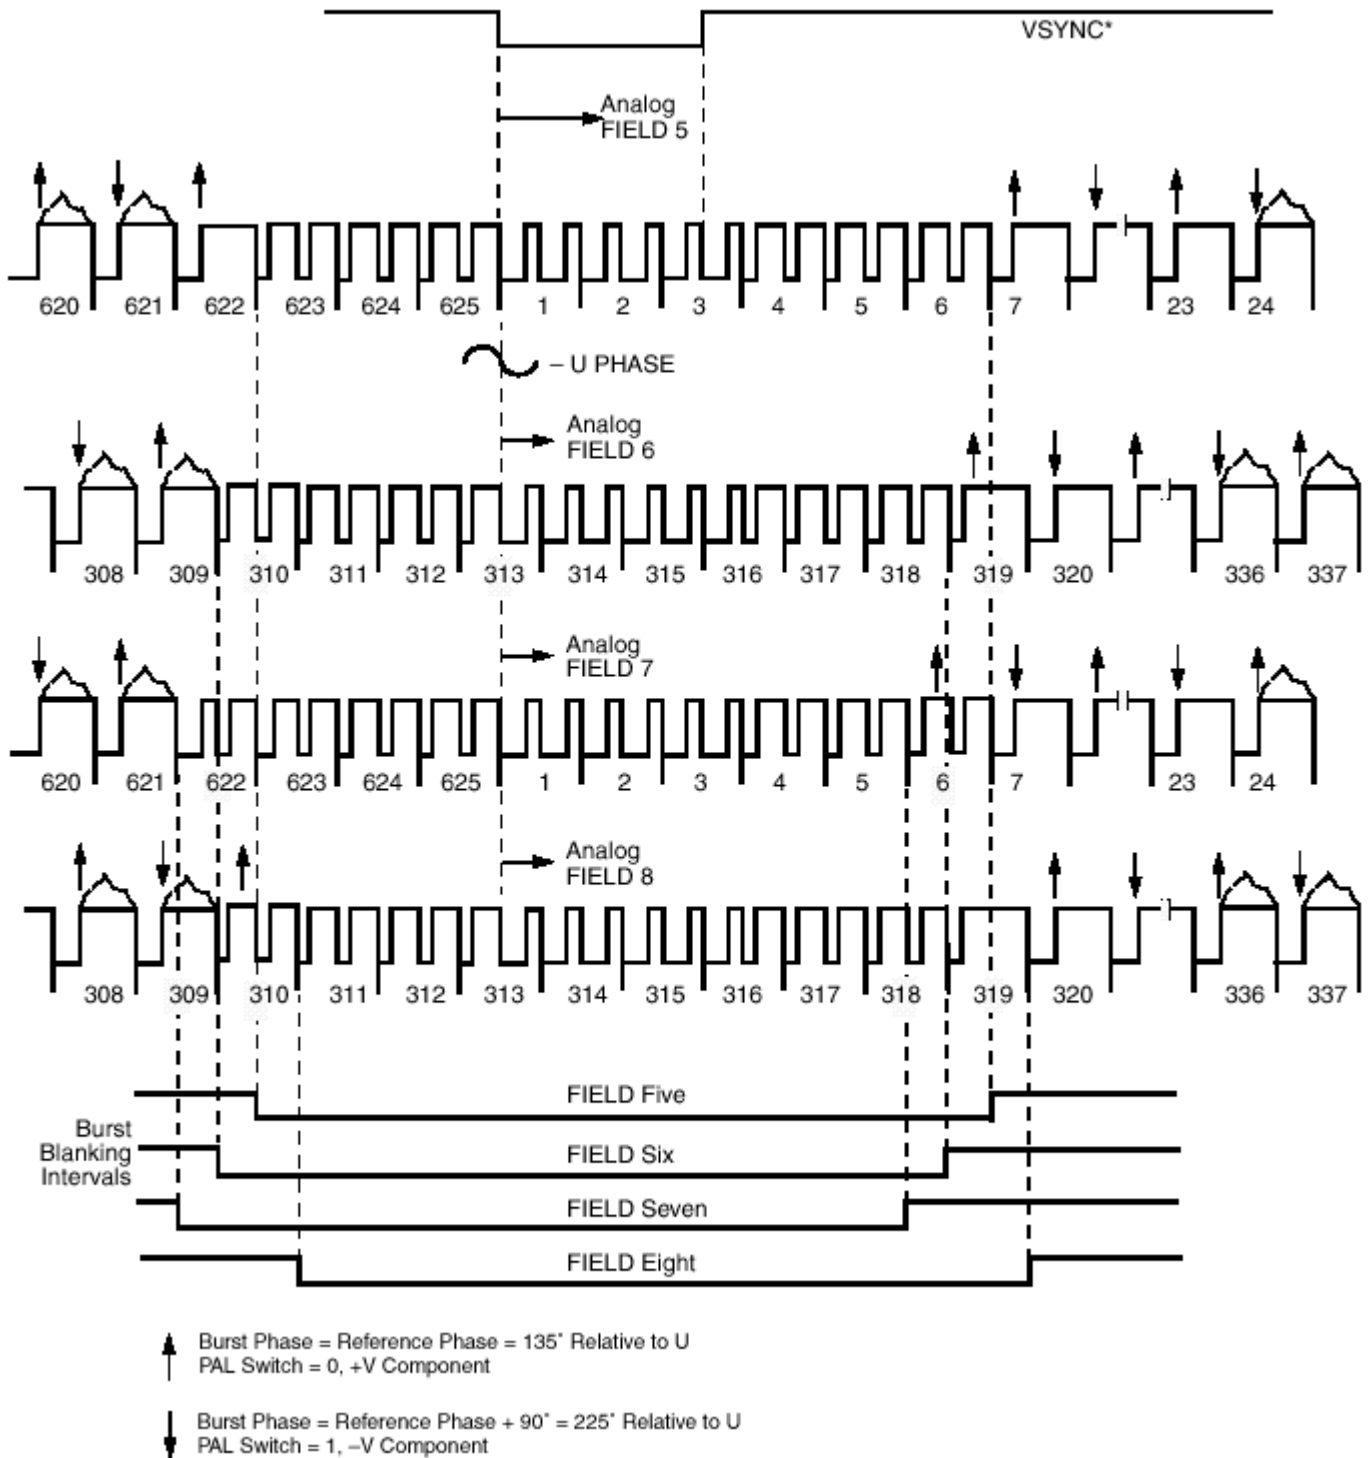 VSYNC*
Analog
FIELD 5
620 621 622 623 624 625 1 2 3 4 5 6 7 23 24
– U PHASE
Analog
FIELD 6
308 309 310 311 312 313 314 315 316 317 318 319 320 336 337
Analog
FIELD 7
620 621 622 623 624 625 1 2 3 4 5 6 7 23 24
Analog
FIELD 8
308 309 310 311 312 313 314 315 316 317 318 319 320 336 337
FIELD Five
Burst
Blanking
Intervals
FIELD Six
FIELD Seven
FIELD Eight
Burst Phase = Reference Phase = 135° Relative to U
PAL Switch = 0, +V Component
Burst Phase = Reference Phase + 90° = 225° Relative to U
PAL Switch = 1, –V Component